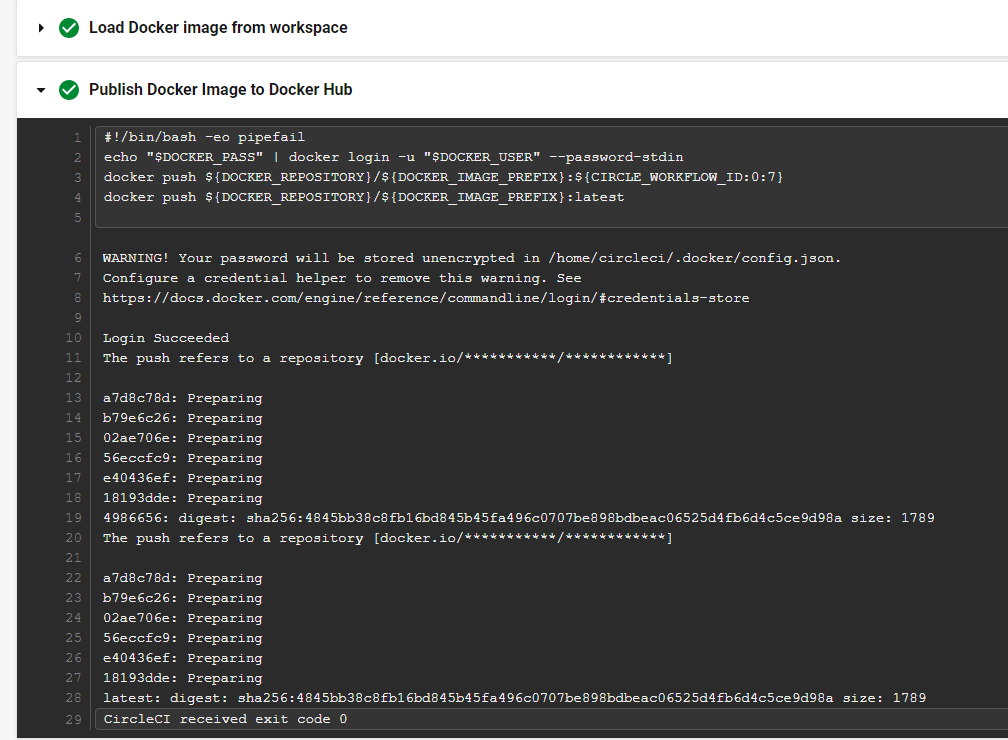 Load Docker image from workspace
Publish Docker Image to Docker Hub
1 #!/bin/bash -eo pipefail
2 echo "$DOCKER_PASS" | docker login -u "$DOCKER_USER" --password-stdin
3 docker push ${DOCKER_REPOSITORY}/${DOCKER_IMAGE_PREFIX}:${CIRCLE_WORKFLOW_ID:0:7}
4 docker push ${DOCKER_REPOSITORY}/${DOCKER_IMAGE_PREFIX}:latest
5
6 WARNING! Your password will be stored unencrypted in /home/circleci/.docker/config.json.
7 Configure a credential helper to remove this warning. See
8 https://docs.docker.com/engine/reference/commandline/login/#credentials-store
9
10 Login Succeeded
11 The push refers to a repository [docker.io/***********/************]
12
13 a7d8c78d: Preparing
14 b79e6c26: Preparing
15 02ae706e: Preparing
16 56eccfc9: Preparing
17 e40436ef: Preparing
18 18193dde: Preparing
19 4986656: digest: sha256:4845bb38c8fb16bd845b45fa496c0707be898bdbeac06525d4fb6d4c5ce9d98a size: 1789
20 The push refers to a repository [docker.io/***********/************]
21
22 a7d8c78d: Preparing
23 b79e6c26: Preparing
24 02ae706e: Preparing
25 56eccfc9: Preparing
26 e40436ef: Preparing
27 18193dde: Preparing
28 latest: digest: sha256:4845bb38c8fb16bd845b45fa496c0707be898bdbeac06525d4fb6d4c5ce9d98a size: 1789
29 CircleCI received exit code 0